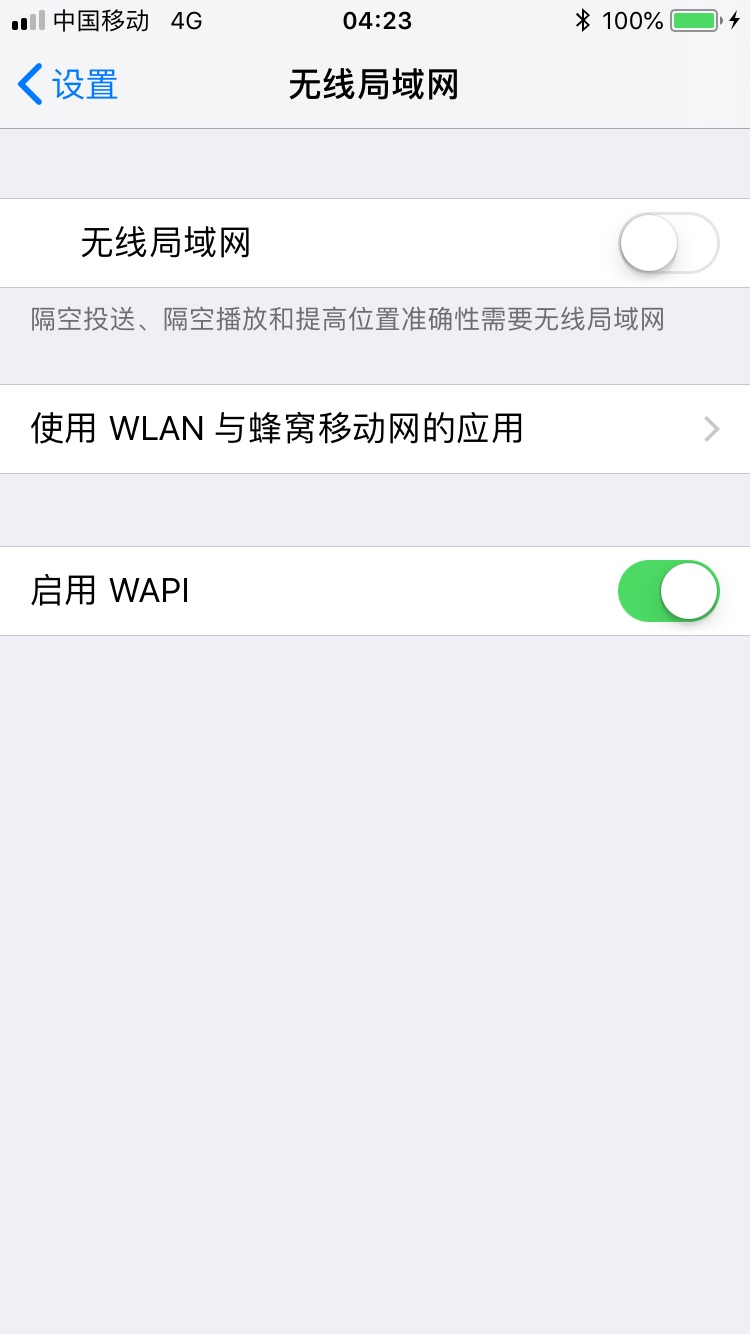 中国移动 4G 04:23 100%
设置 无线局域网
无线局域网
隔空投送、隔空播放和提高位置准确性需要无线局域网
使用 WLAN 与蜂窝移动网的应用
启用 WAPI